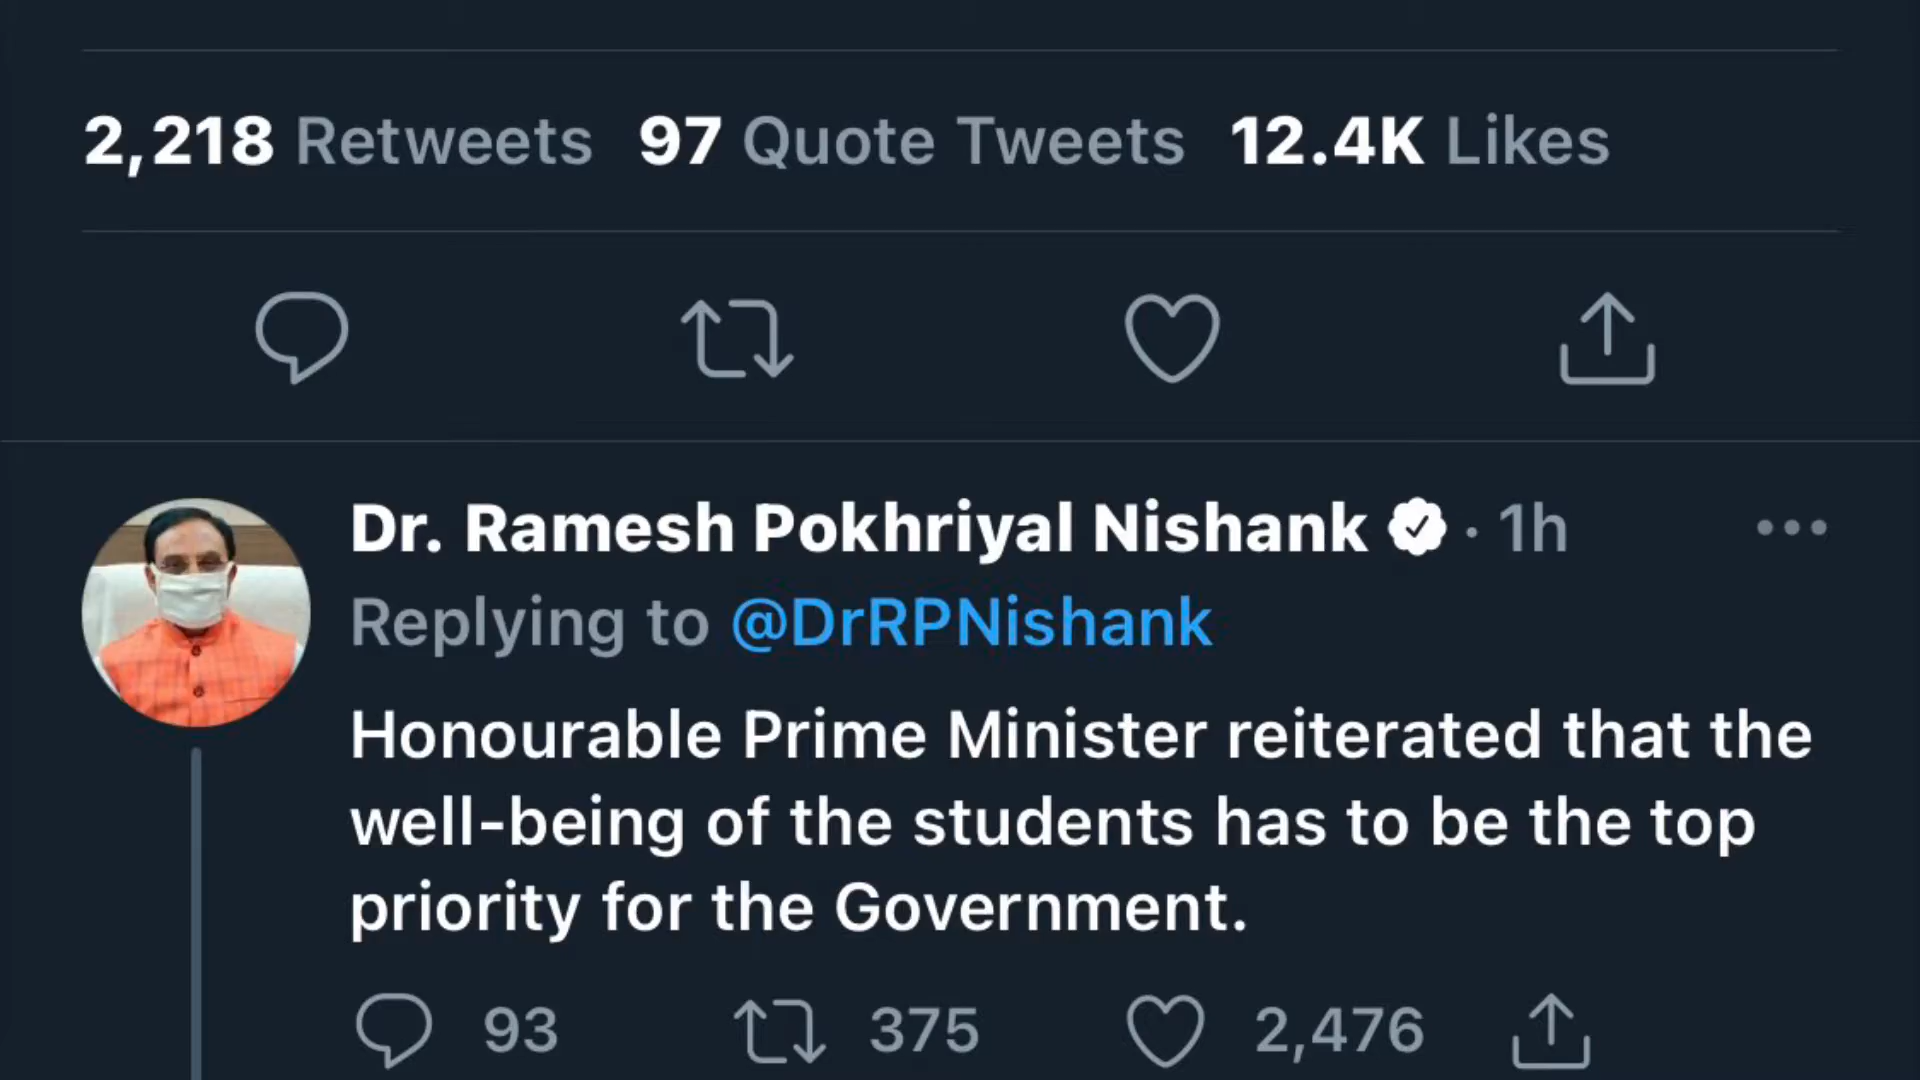 2,218 Retweets 97 Quote Tweets 12.4K Likes
Dr. Ramesh Pokhriyal Nishank · 1h
Replying to @DrRPNishank
Honourable Prime Minister reiterated that the
well-being of the students has to be the top
priority for the Government.
93 375 2,476